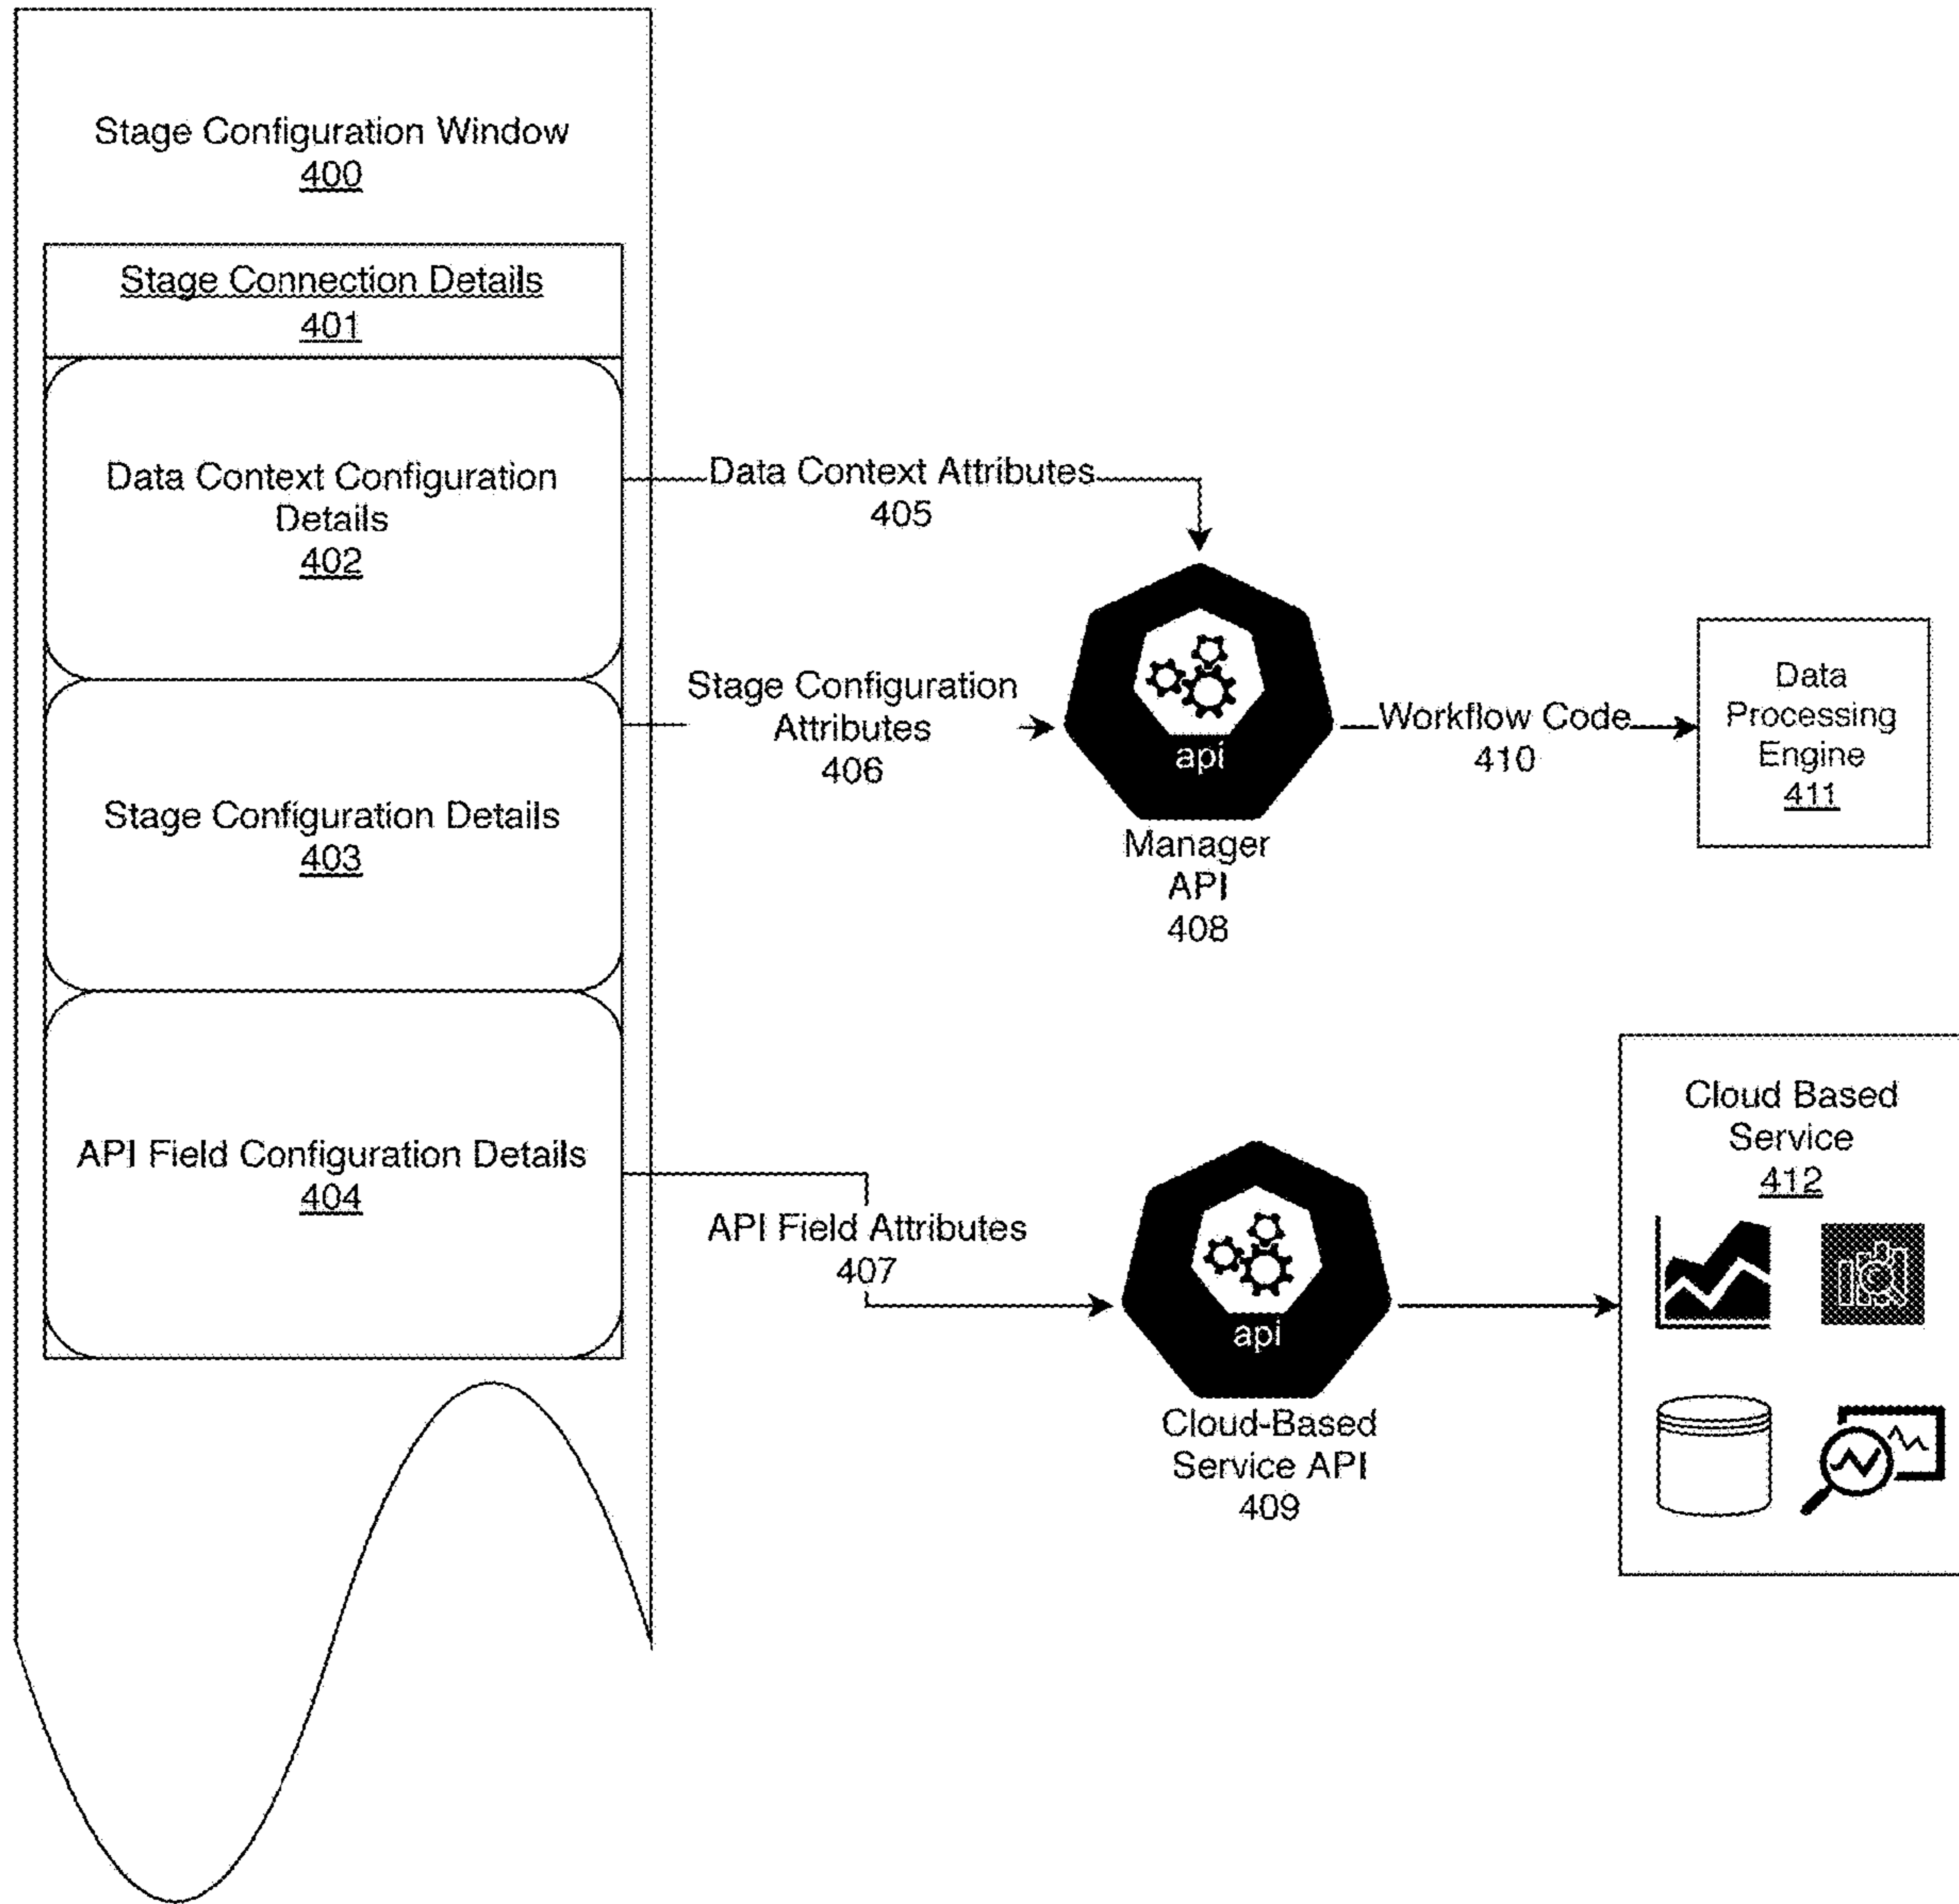 Stage Configuration Window
400
Stage Connection Details
401
Data Context Configuration
Details
402
Stage Configuration Details
403
API Field Configuration Details
404
Data Context Attributes
405
Stage Configuration
Attributes
406
API Field Attributes
407
api
Manager
API
408
Workflow Code
410
Data
Processing
Engine
411
api
Cloud-Based
Service API
409
Cloud Based
Service
412